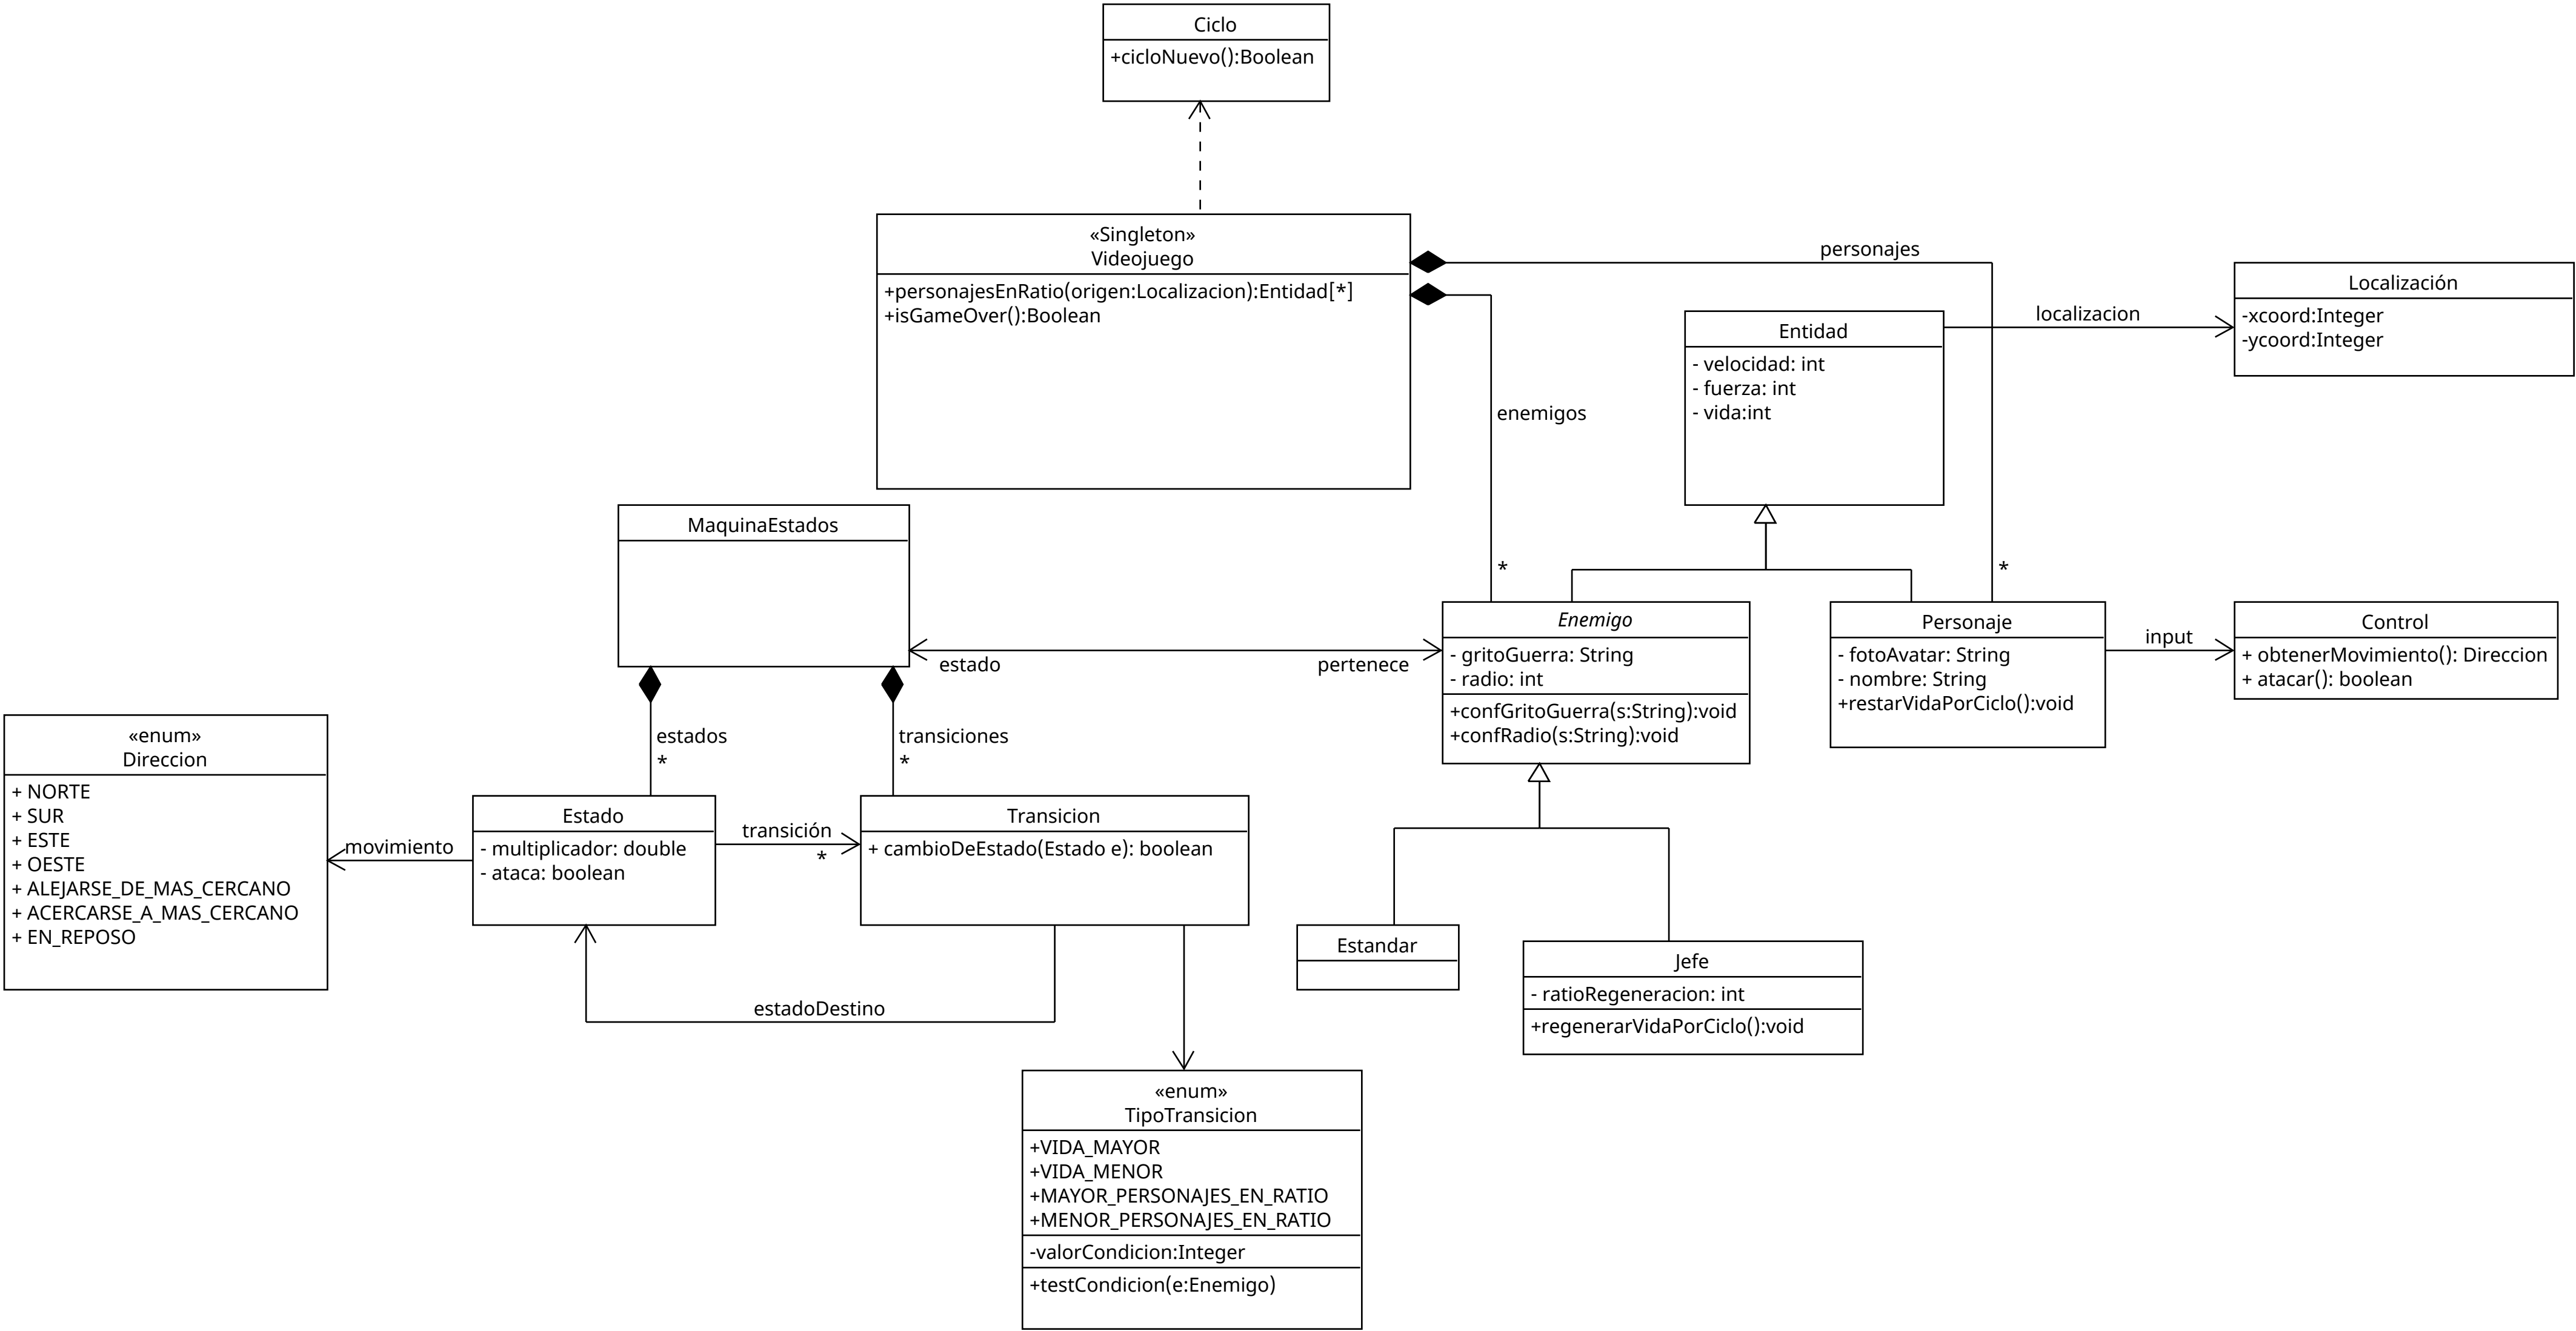 Ciclo
+cicloNuevo():Boolean
«Singleton»
Videojuego
+personajesEnRatio(origen:Localizacion):Entidad[*]
+isGameOver():Boolean
personajes
*
enemigos
*
Entidad
- velocidad: int
- fuerza: int
- vida:int
localizacion
Localización
-xcoord:Integer
-ycoord:Integer
MaquinaEstados
estado
pertenece
Enemigo
- gritoGuerra: String
- radio: int
+confGritoGuerra(s:String):void
+confRadio(s:String):void
Personaje
- fotoAvatar: String
- nombre: String
+restarVidaPorCiclo():void
input
Control
+ obtenerMovimiento(): Direccion
+ atacar(): boolean
estados
*
transiciones
*
«enum»
Direccion
+ NORTE
+ SUR
+ ESTE
+ OESTE
+ ALEJARSE_DE_MAS_CERCANO
+ ACERCARSE_A_MAS_CERCANO
+ EN_REPOSO
movimiento
Estado
- multiplicador: double
- ataca: boolean
transición
*
Transicion
+ cambioDeEstado(Estado e): boolean
estadoDestino
Estandar
Jefe
- ratioRegeneracion: int
+regenerarVidaPorCiclo():void
«enum»
TipoTransicion
+VIDA_MAYOR
+VIDA_MENOR
+MAYOR_PERSONAJES_EN_RATIO
+MENOR_PERSONAJES_EN_RATIO
-valorCondicion:Integer
+testCondicion(e:Enemigo)